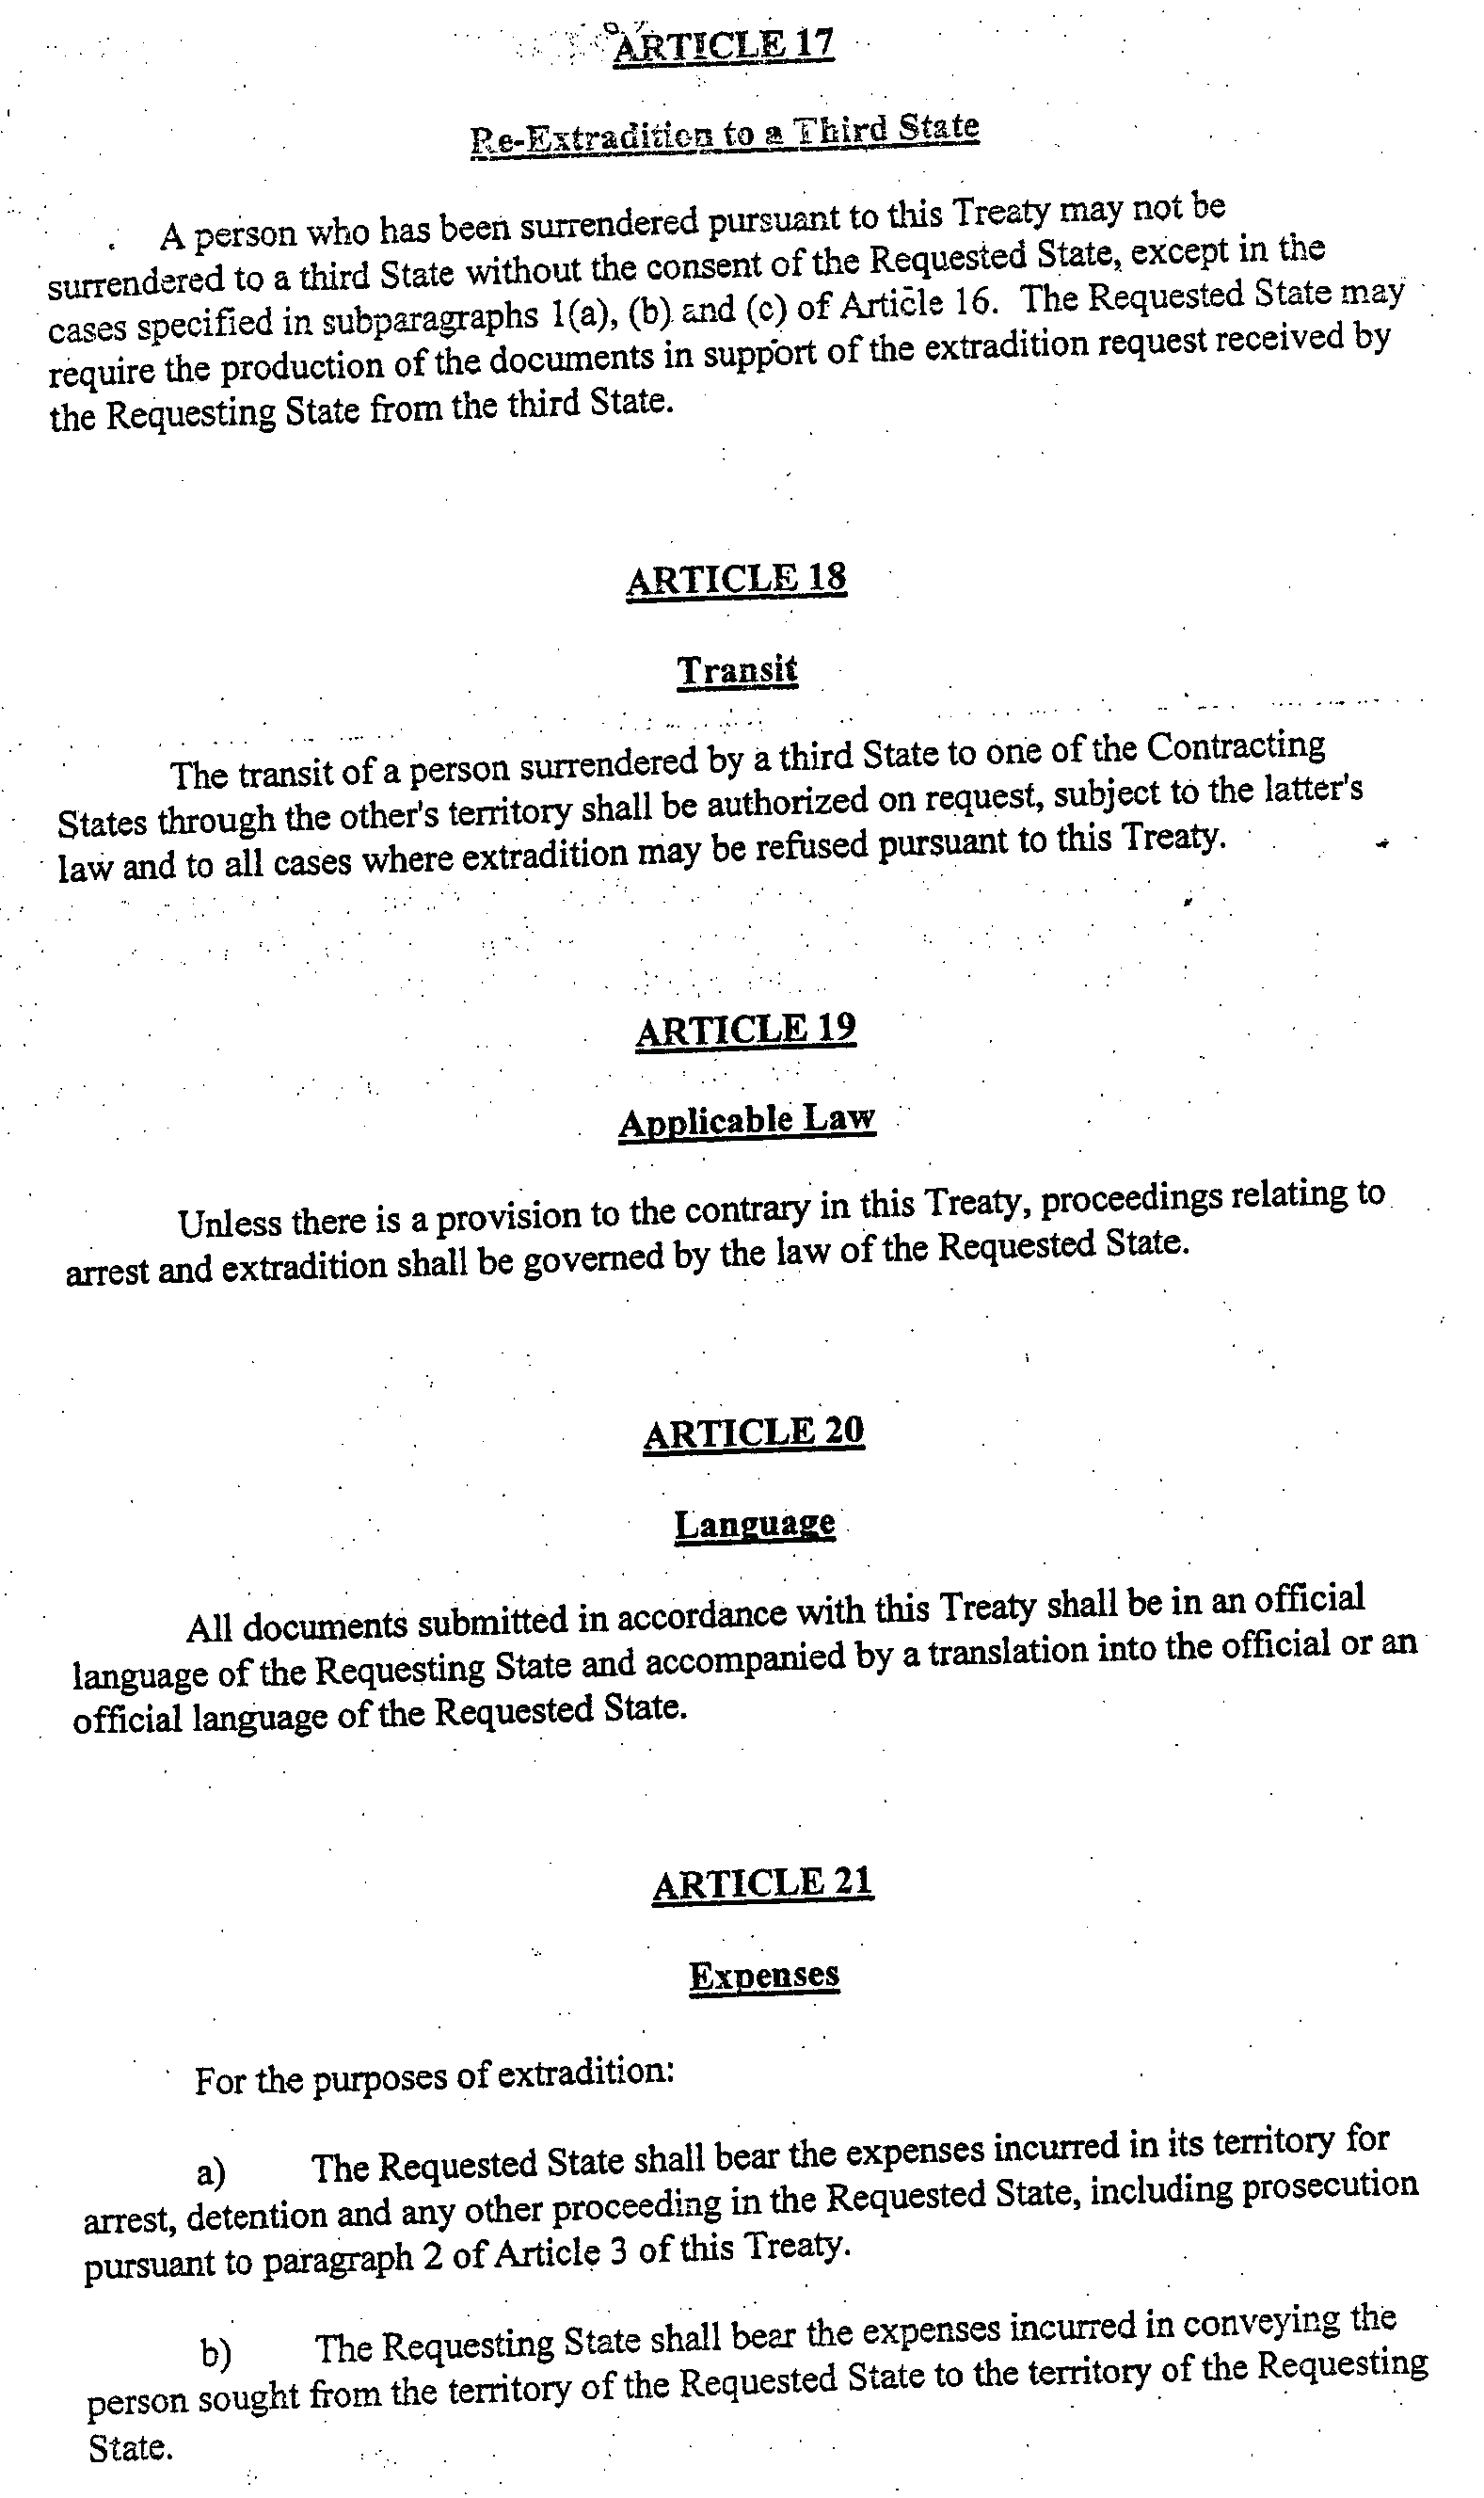 ARTICLE 17
Re-Extradition to a Third State
A person who has been surrendered pursuant to this Treaty may not be
surrendered to a third State without the consent of the Requested State, except in the
cases specified in subparagraphs 1(a), (b) and (c) of Article 16. The Requested State may
require the production of the documents in support of the extradition request received by
the Requesting State from the third State.
ARTICLE 18
Transit
The transit of a person surrendered by a third State to one of the Contracting
States through the other's territory shall be authorized on request, subject to the latter's
law and to all cases where extradition may be refused pursuant to this Treaty.
ARTICLE 19
Applicable Law
Unless there is a provision to the contrary in this Treaty, proceedings relating to
arrest and extradition shall be governed by the law of the Requested State.
ARTICLE 20
Language
All documents submitted in accordance with this Treaty shall be in an official
language of the Requesting State and accompanied by a translation into the official or an
official language of the Requested State.
ARTICLE 21
Expenses
For the purposes of extradition:
a) The Requested State shall bear the expenses incurred in its territory for
arrest, detention and any other proceeding in the Requested State, including prosecution
pursuant to paragraph 2 of Article 3 of this Treaty.
b) The Requesting State shall bear the expenses incurred in conveying the
person sought from the territory of the Requested State to the territory of the Requesting
State.